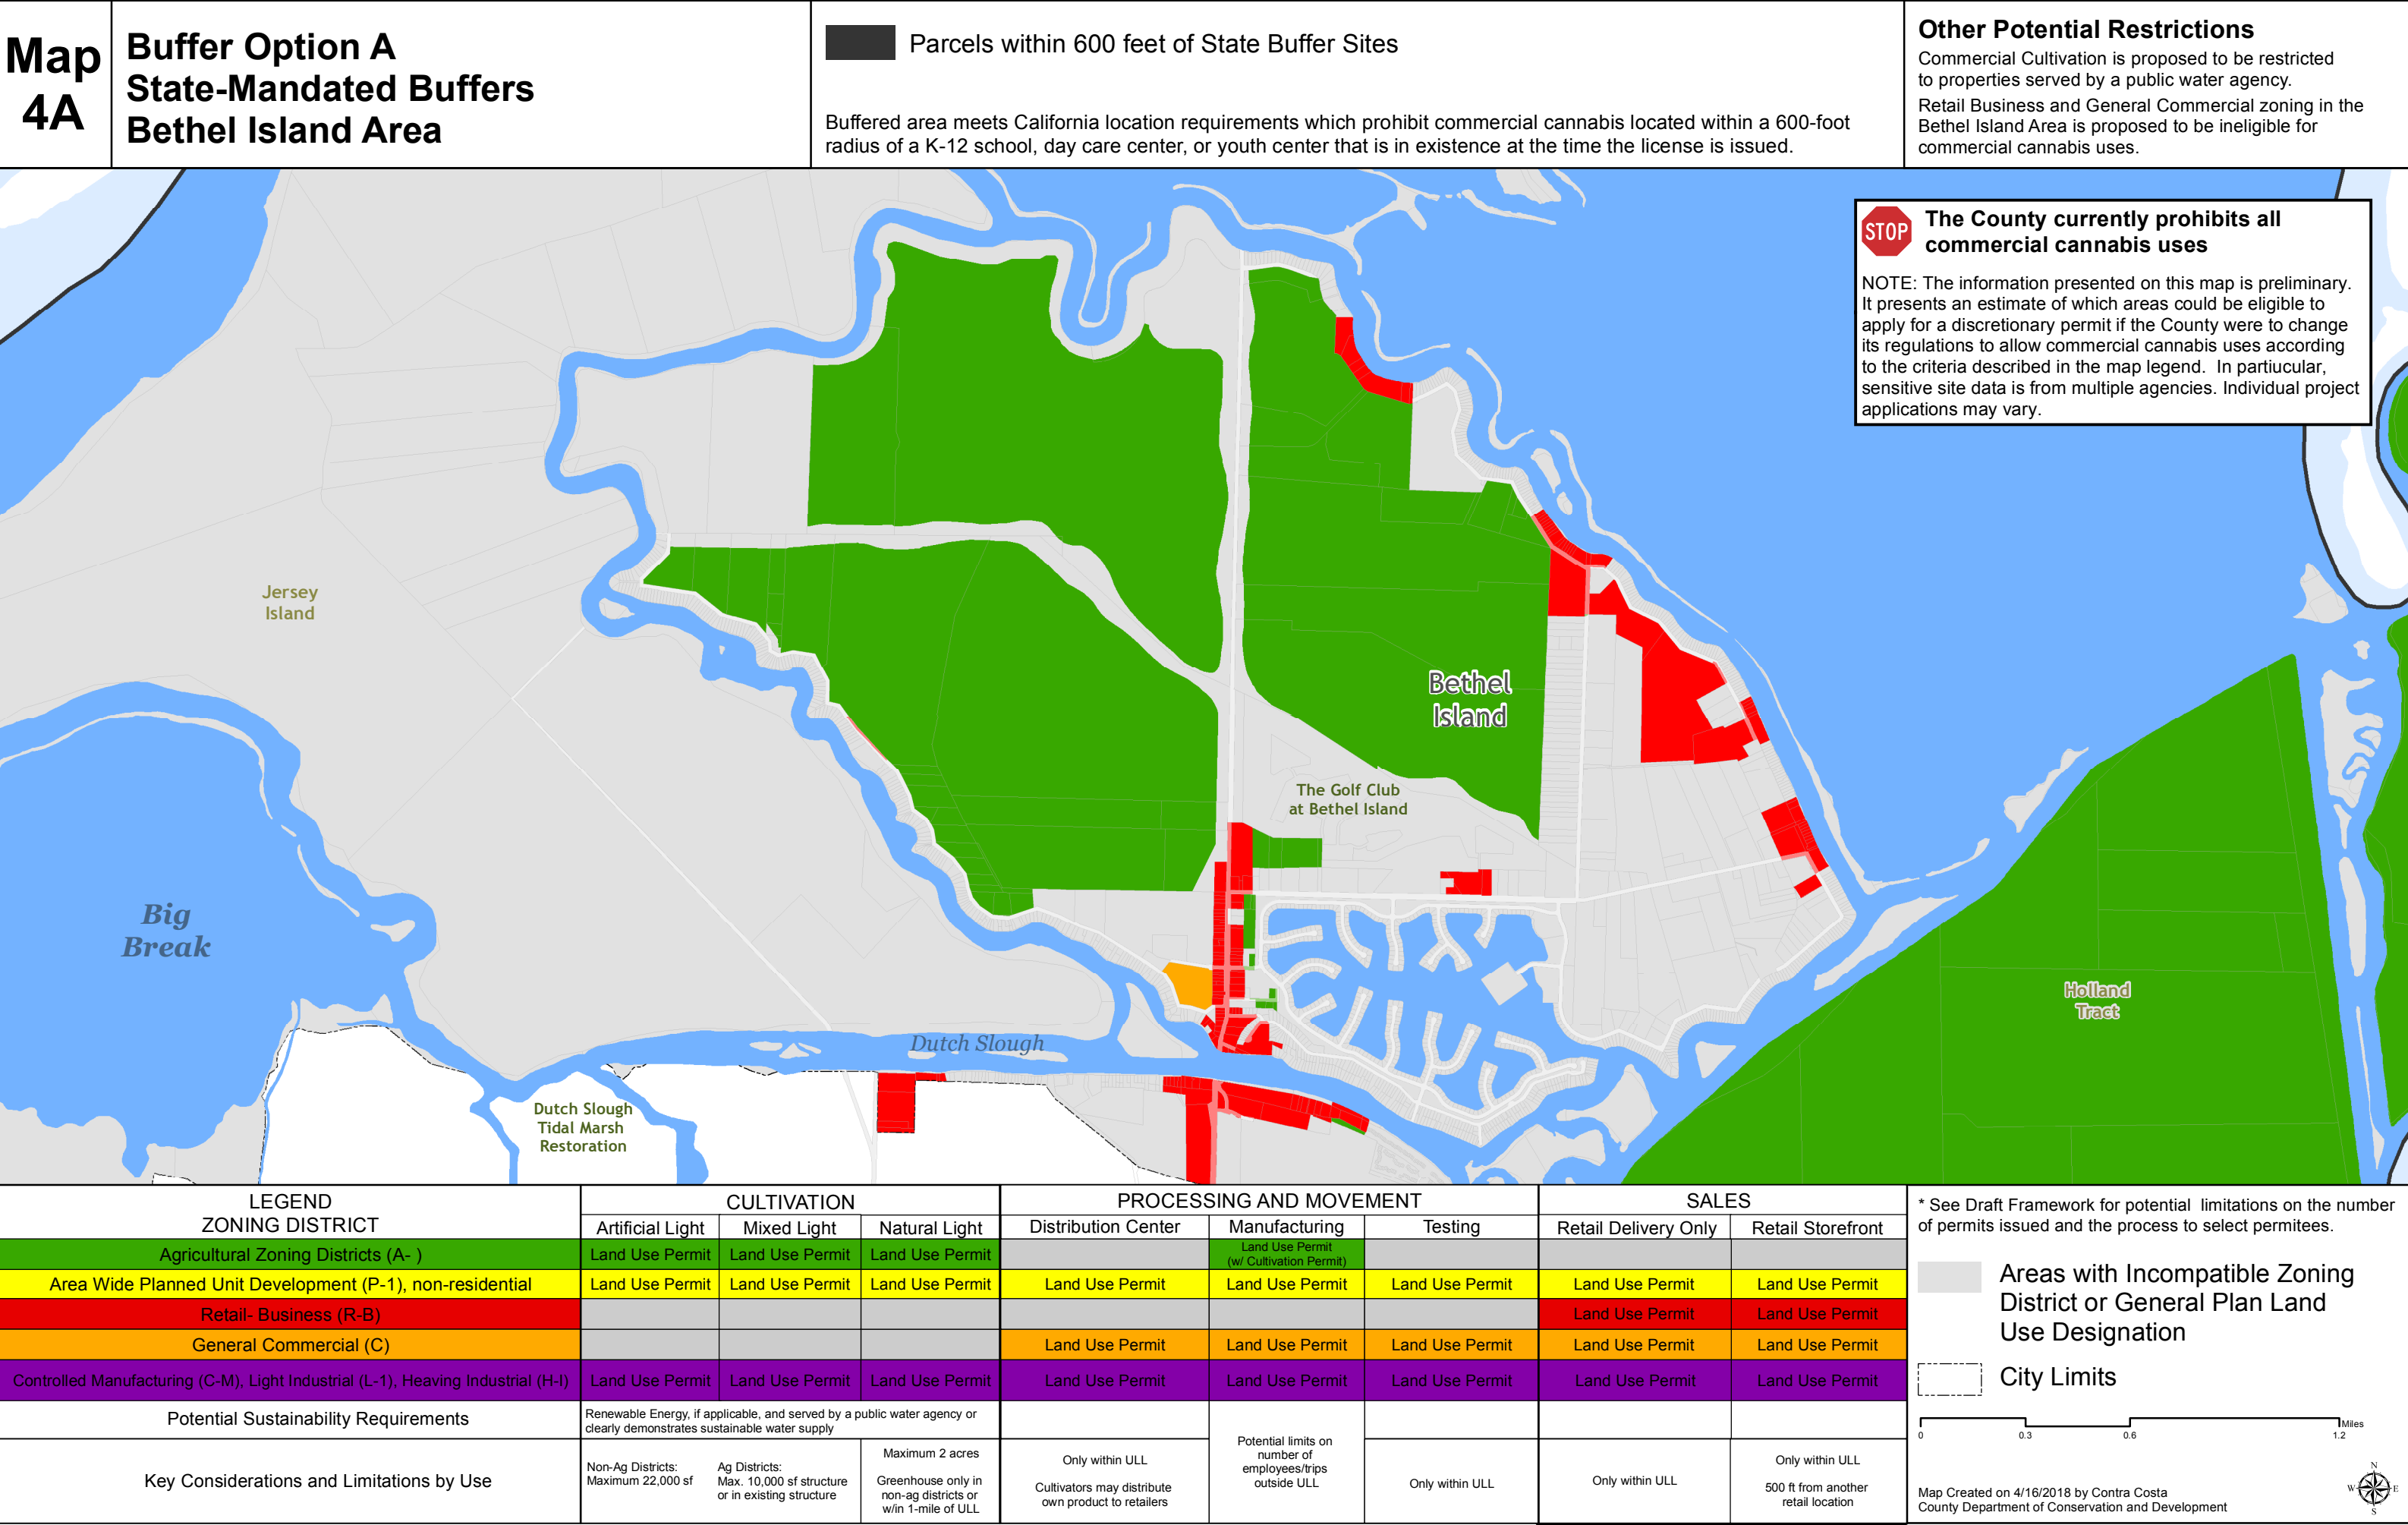 Map
4A
Buffer Option A
State-Mandated Buffers
Bethel Island Area
Parcels within 600 feet of State Buffer Sites
Buffered area meets California location requirements which prohibit commercial cannabis located within a 600-foot
radius of a K-12 school, day care center, or youth center that is in existence at the time the license is issued.
Other Potential Restrictions
Commercial Cultivation is proposed to be restricted
to properties served by a public water agency.
Retail Business and General Commercial zoning in the
Bethel Island Area is proposed to be ineligible for
commercial cannabis uses.
STOP
The County currently prohibits all
commercial cannabis uses
NOTE: The information presented on this map is preliminary.
It presents an estimate of which areas could be eligible to
apply for a discretionary permit if the County were to change
its regulations to allow commercial cannabis uses according
to the criteria described in the map legend.  In partiucular,
sensitive site data is from multiple agencies. Individual project
applications may vary.
Jersey
Island
Bethel
Island
The Golf Club
at Bethel Island
Big
Break
Holland
Tract
Dutch Slough
Dutch Slough
Tidal Marsh
Restoration
LEGEND
ZONING DISTRICT
CULTIVATION
PROCESSING AND MOVEMENT
SALES
Artificial Light
Mixed Light
Natural Light
Distribution Center
Manufacturing
Testing
Retail Delivery Only
Retail Storefront
Agricultural Zoning Districts (A- )
Land Use Permit
Land Use Permit
Land Use Permit
Land Use Permit
(w/ Cultivation Permit)
Area Wide Planned Unit Development (P-1), non-residential
Land Use Permit
Land Use Permit
Land Use Permit
Land Use Permit
Land Use Permit
Land Use Permit
Land Use Permit
Land Use Permit
Retail- Business (R-B)
Land Use Permit
Land Use Permit
General Commercial (C)
Land Use Permit
Land Use Permit
Land Use Permit
Land Use Permit
Land Use Permit
Controlled Manufacturing (C-M), Light Industrial (L-1), Heaving Industrial (H-I)
Land Use Permit
Land Use Permit
Land Use Permit
Land Use Permit
Land Use Permit
Land Use Permit
Land Use Permit
Land Use Permit
Potential Sustainability Requirements
Renewable Energy, if applicable, and served by a public water agency or
clearly demonstrates sustainable water supply
Key Considerations and Limitations by Use
Non-Ag Districts:
Maximum 22,000 sf
Ag Districts:
Max. 10,000 sf structure
or in existing structure
Maximum 2 acres
Greenhouse only in
non-ag districts or
w/in 1-mile of ULL
Only within ULL
Cultivators may distribute
own product to retailers
Potential limits on
number of
employees/trips
outside ULL
Only within ULL
Only within ULL
Only within ULL
500 ft from another
retail location
* See Draft Framework for potential  limitations on the number
of permits issued and the process to select permitees.
Areas with Incompatible Zoning
District or General Plan Land
Use Designation
City Limits
Miles
0 0.3 0.6 1.2
Map Created on 4/16/2018 by Contra Costa
County Department of Conservation and Development
N
W E
S